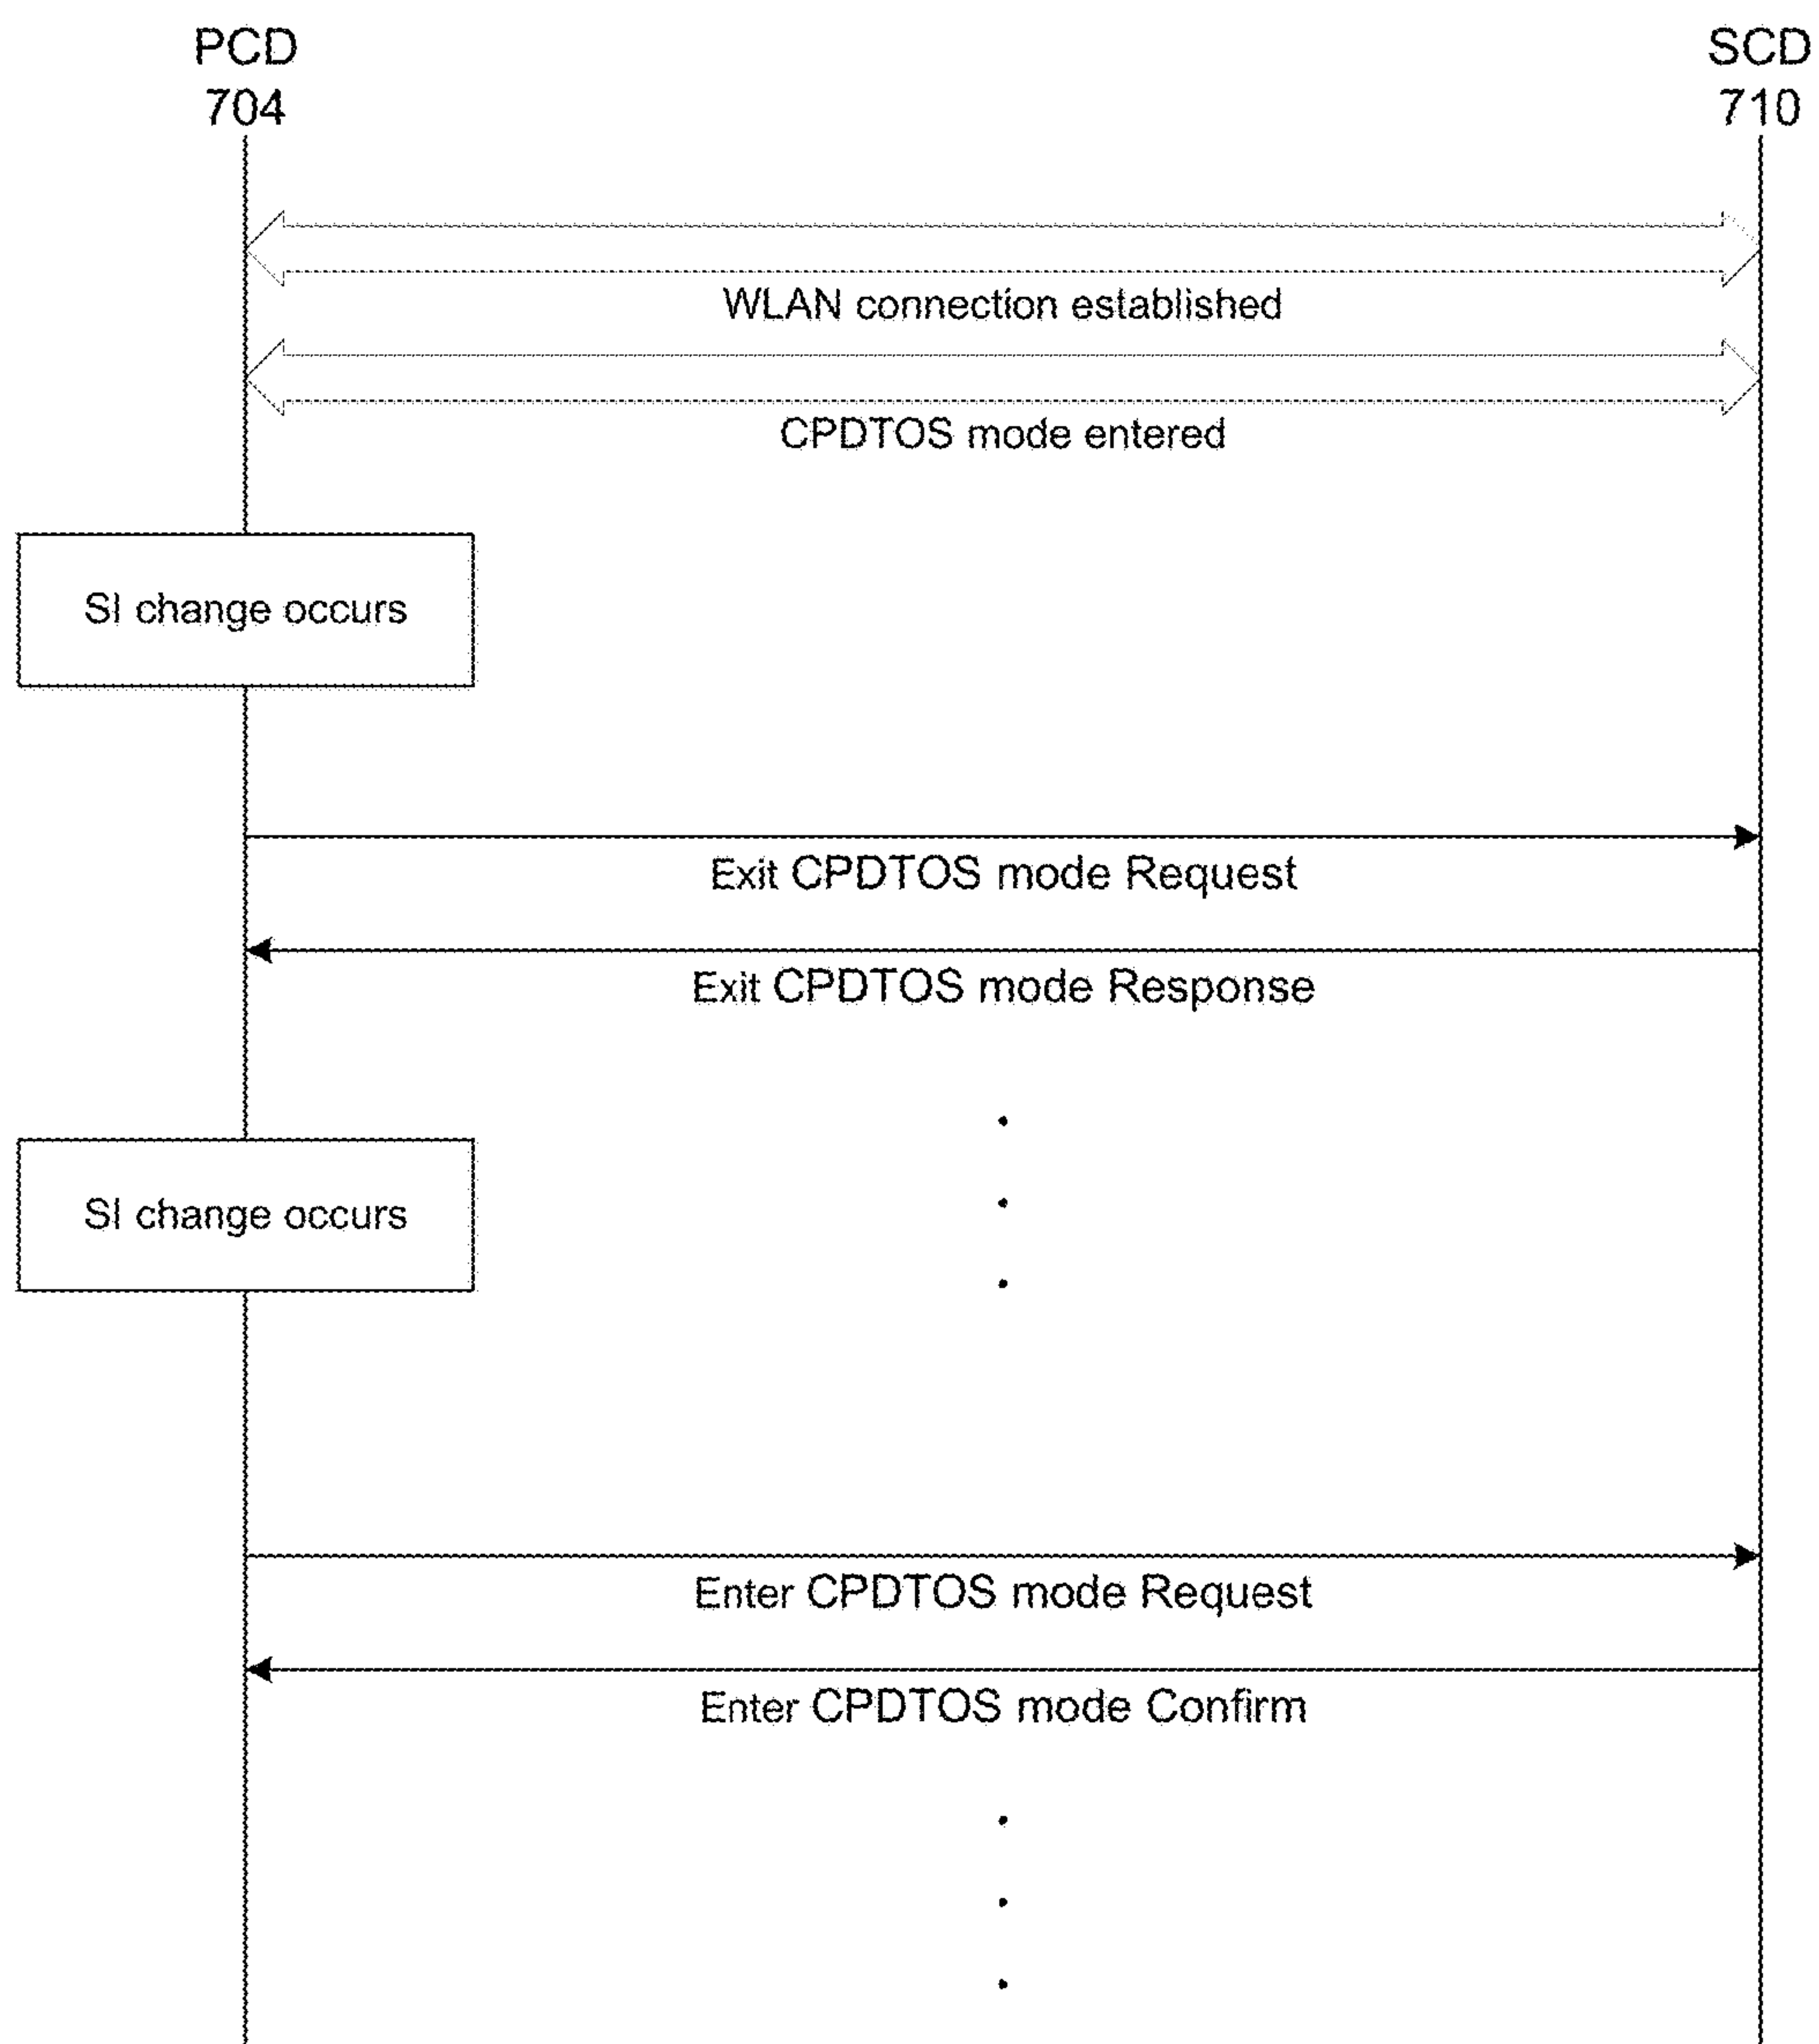 PCD
704
SCD
710
WLAN connection established
CPDTOS mode entered
SI change occurs
Exit CPDTOS mode Request
Exit CPDTOS mode Response
SI change occurs
Enter CPDTOS mode Request
Enter CPDTOS mode Confirm